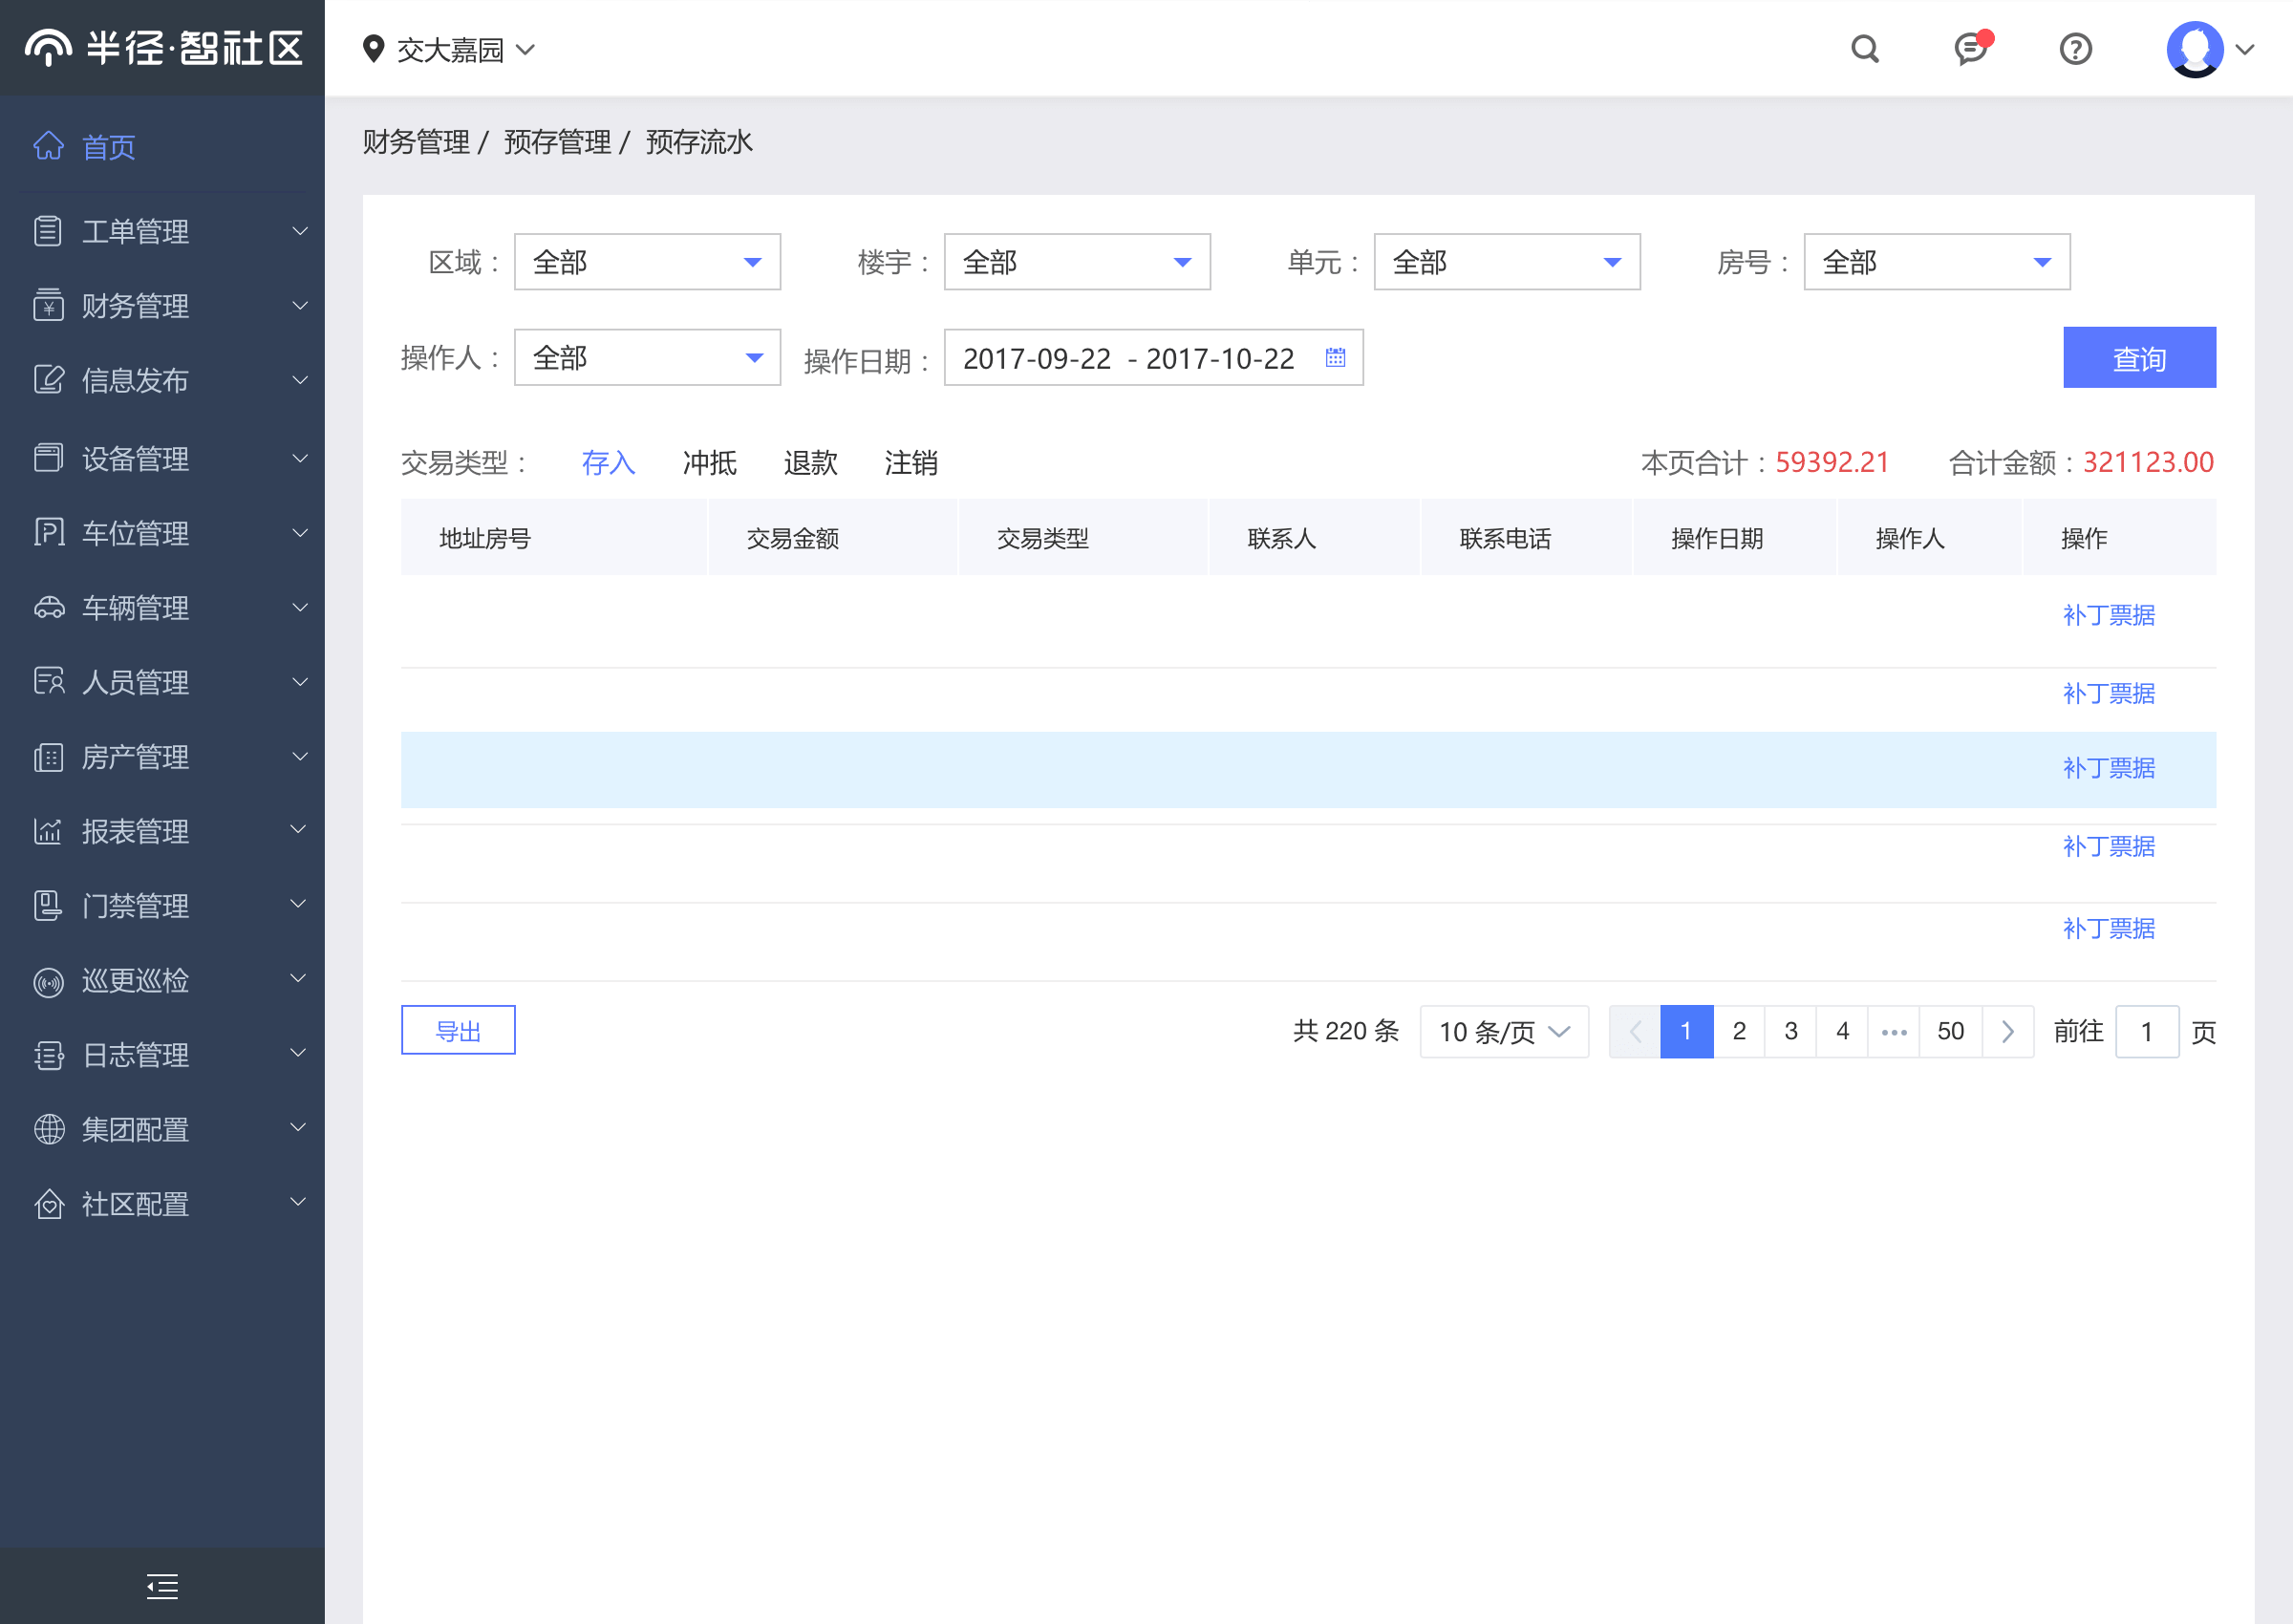 半径·智社区
交大嘉园
首页
工单管理
财务管理
信息发布
设备管理
车位管理
车辆管理
人员管理
房产管理
报表管理
门禁管理
巡更巡检
日志管理
集团配置
社区配置
财务管理 / 预存管理 / 预存流水
区域： 全部 楼宇： 全部 单元： 全部 房号： 全部
操作人： 全部 操作日期： 2017-09-22 - 2017-10-22 查询
交易类型： 存入 冲抵 退款 注销 本页合计：59392.21 合计金额：321123.00
地址房号 交易金额 交易类型 联系人 联系电话 操作日期 操作人 操作
补丁票据
补丁票据
补丁票据
补丁票据
补丁票据
导出 共 220 条 10 条/页 1 2 3 4 ••• 50 前往 1 页